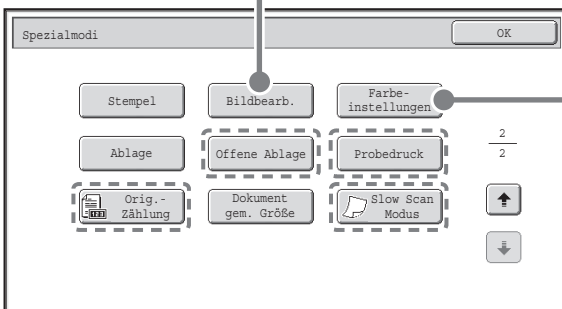 Spezialmodi
OK
Stempel
Bildbearb.
Farbe-
instellungen
Ablage
Offene Ablage
Probedruck
2
2
123
Orig.-
Zählung
Dokument
gem. Größe
Slow Scan
Modus